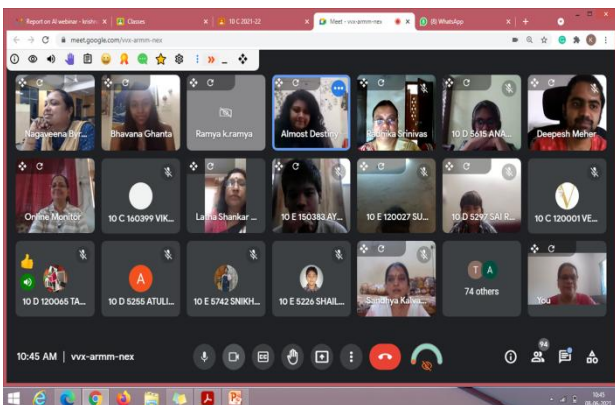 Report on AI webinar - krishn
Classes
10 C 2021-22
Meet - vvx-armm-nex
(8) WhatsApp
meet.google.com/vvx-armm-nex
Nagaveena Byr...
Bhavana Ghanta
Ramya k.ramya
Almost Destiny
Radhika Srinivas
10 D 5615 ANA...
Deepesh Meher
Online Monitor
10 C 160399 VIK...
Latha Shankar ...
10 E 150383 AY...
10 E 120027 SU...
10 D 5297 SAI R...
10 C 120001 VE...
10 D 120065 TA...
A
10 D 5255 ATULI...
10 E 5742 SNIKH...
10 E 5226 SHAIL...
Sandhya Kalva...
T A
74 others
You
10:45 AM | vvx-armm-nex
94
10:45